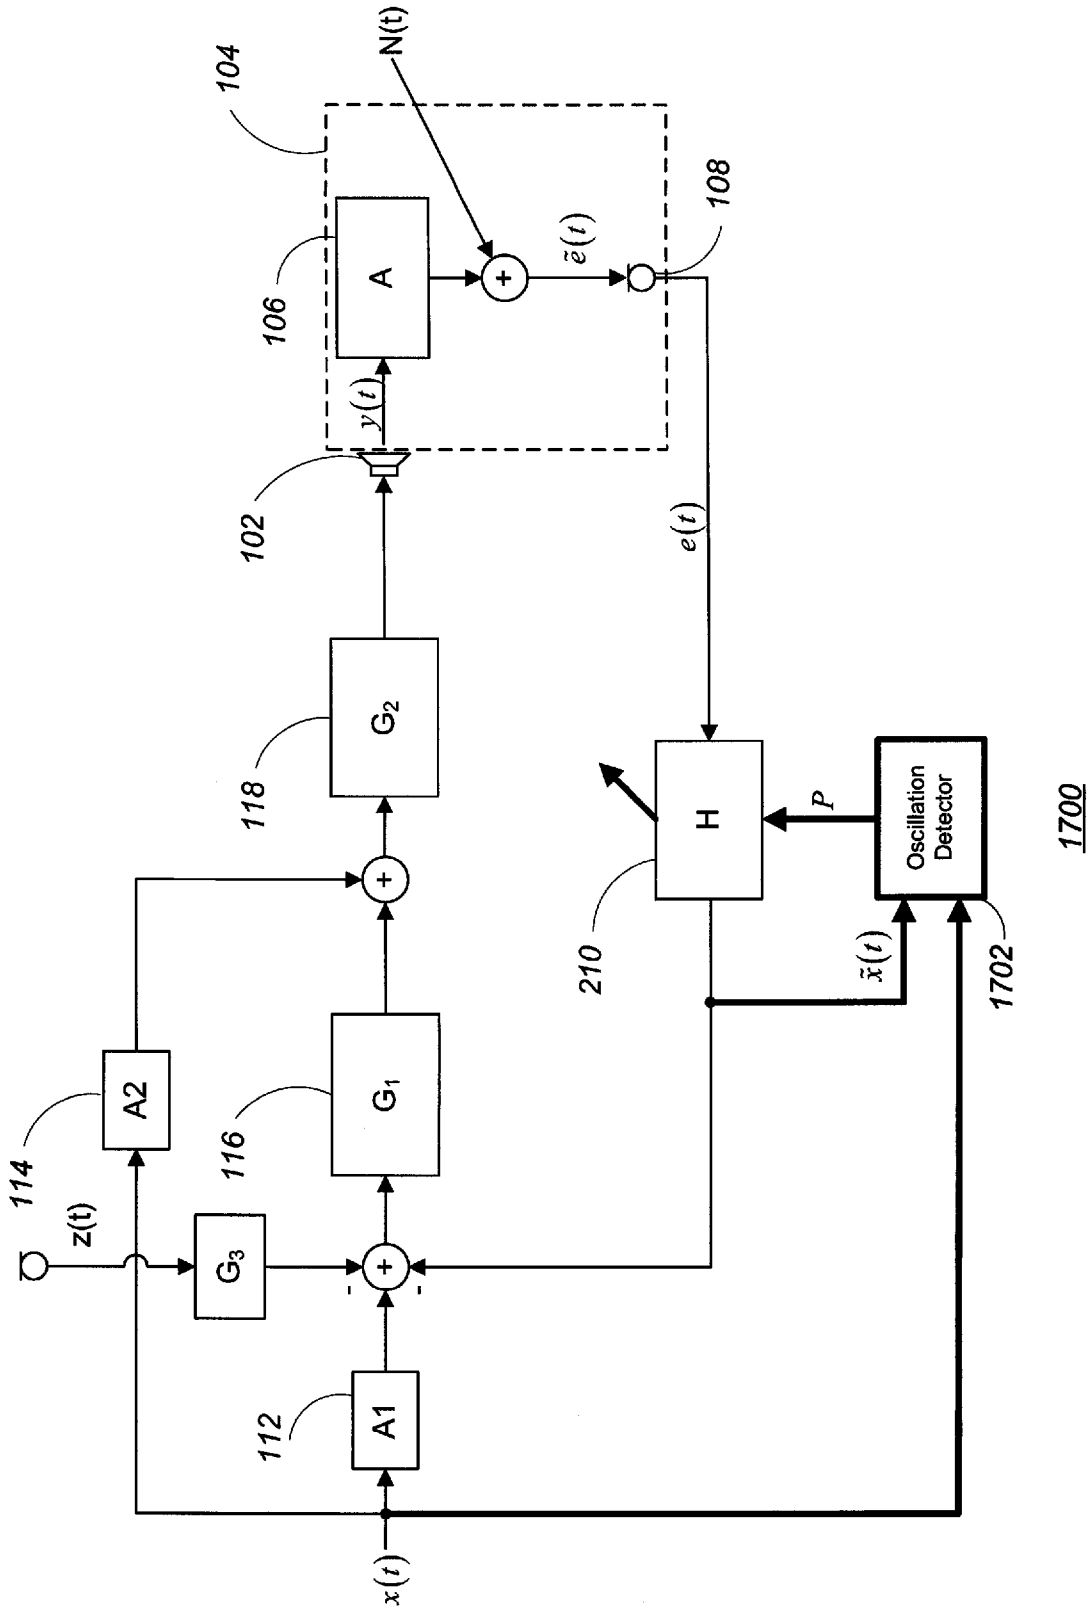 104
N(t)
106
A
+
ẽ(t)
108
y(t)
102
e(t)
118
G₂
+
H
P
Oscillation
Detector
210
x̃(t)
1702
114
A2
116
G₁
z(t)
G₃
-
+
-
112
A1
x(t)
1700